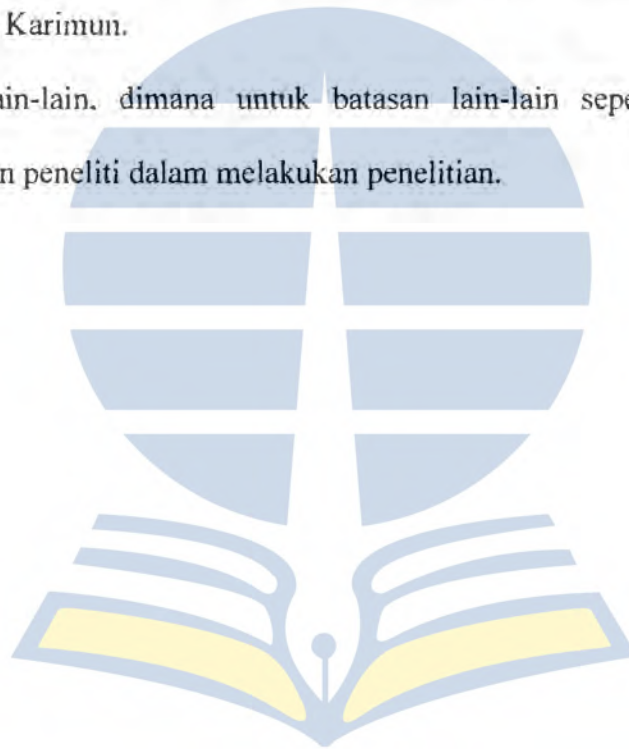 Karimun.
ain-lain. dimana untuk batasan lain-lain sepe
n peneliti dalam melakukan penelitian.